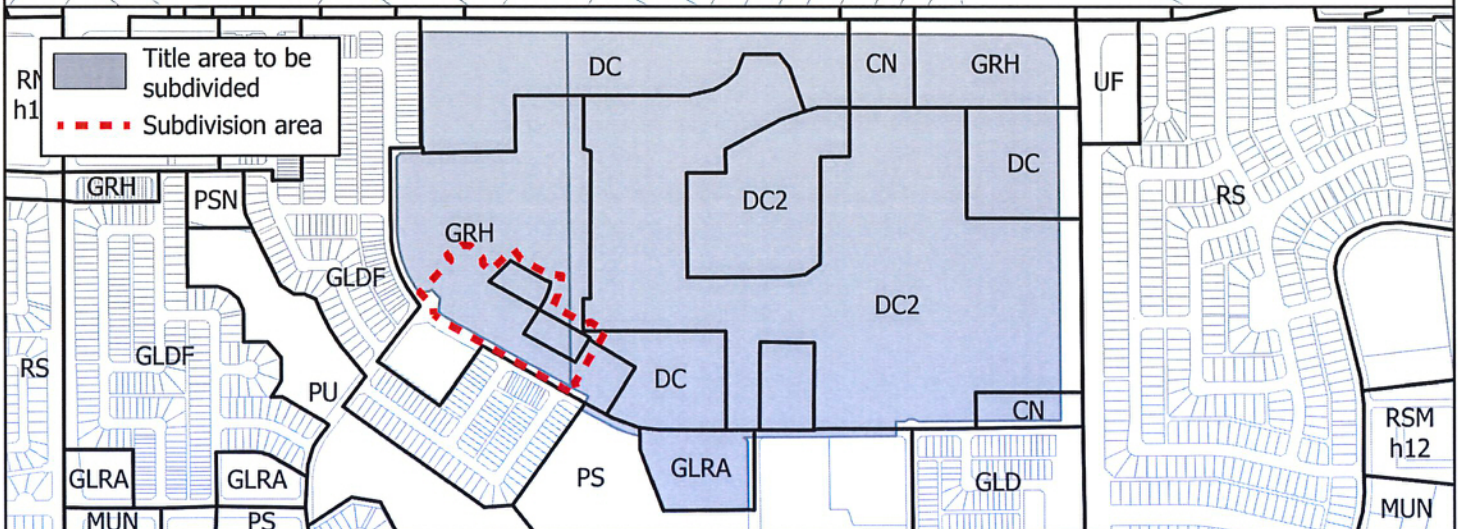 Title area to be
subdivided
Subdivision area
h1
DC
CN
GRH
UF
DC
GRH
PSN
DC2
RS
GRH
GLDF
DC2
RS
GLDF
PU
DC
CN
RSM
h12
GLRA
GLRA
PS
GLRA
GLD
MUN
PS
MUN